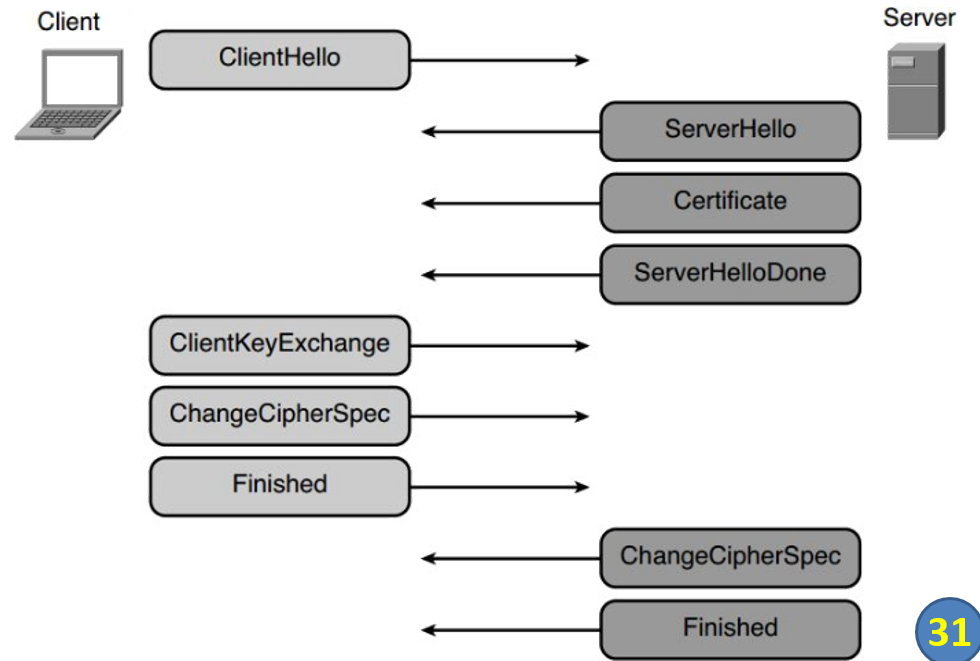 Client
Server
ClientHello
ServerHello
Certificate
ServerHelloDone
ClientKeyExchange
ChangeCipherSpec
Finished
ChangeCipherSpec
Finished
31